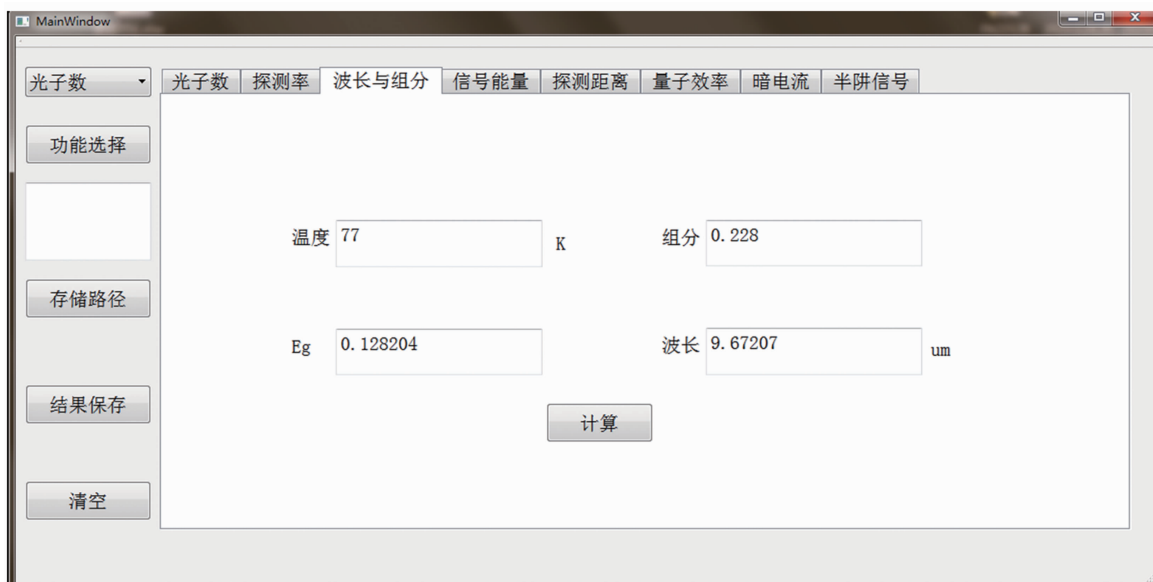 MainWindow
光子数
光子数 探测率 波长与组分 信号能量 探测距离 量子效率 暗电流 半阱信号
功能选择
温度 77 K 组分 0.228
存储路径
Eg 0.128204 波长 9.67207 um
结果保存
计算
清空